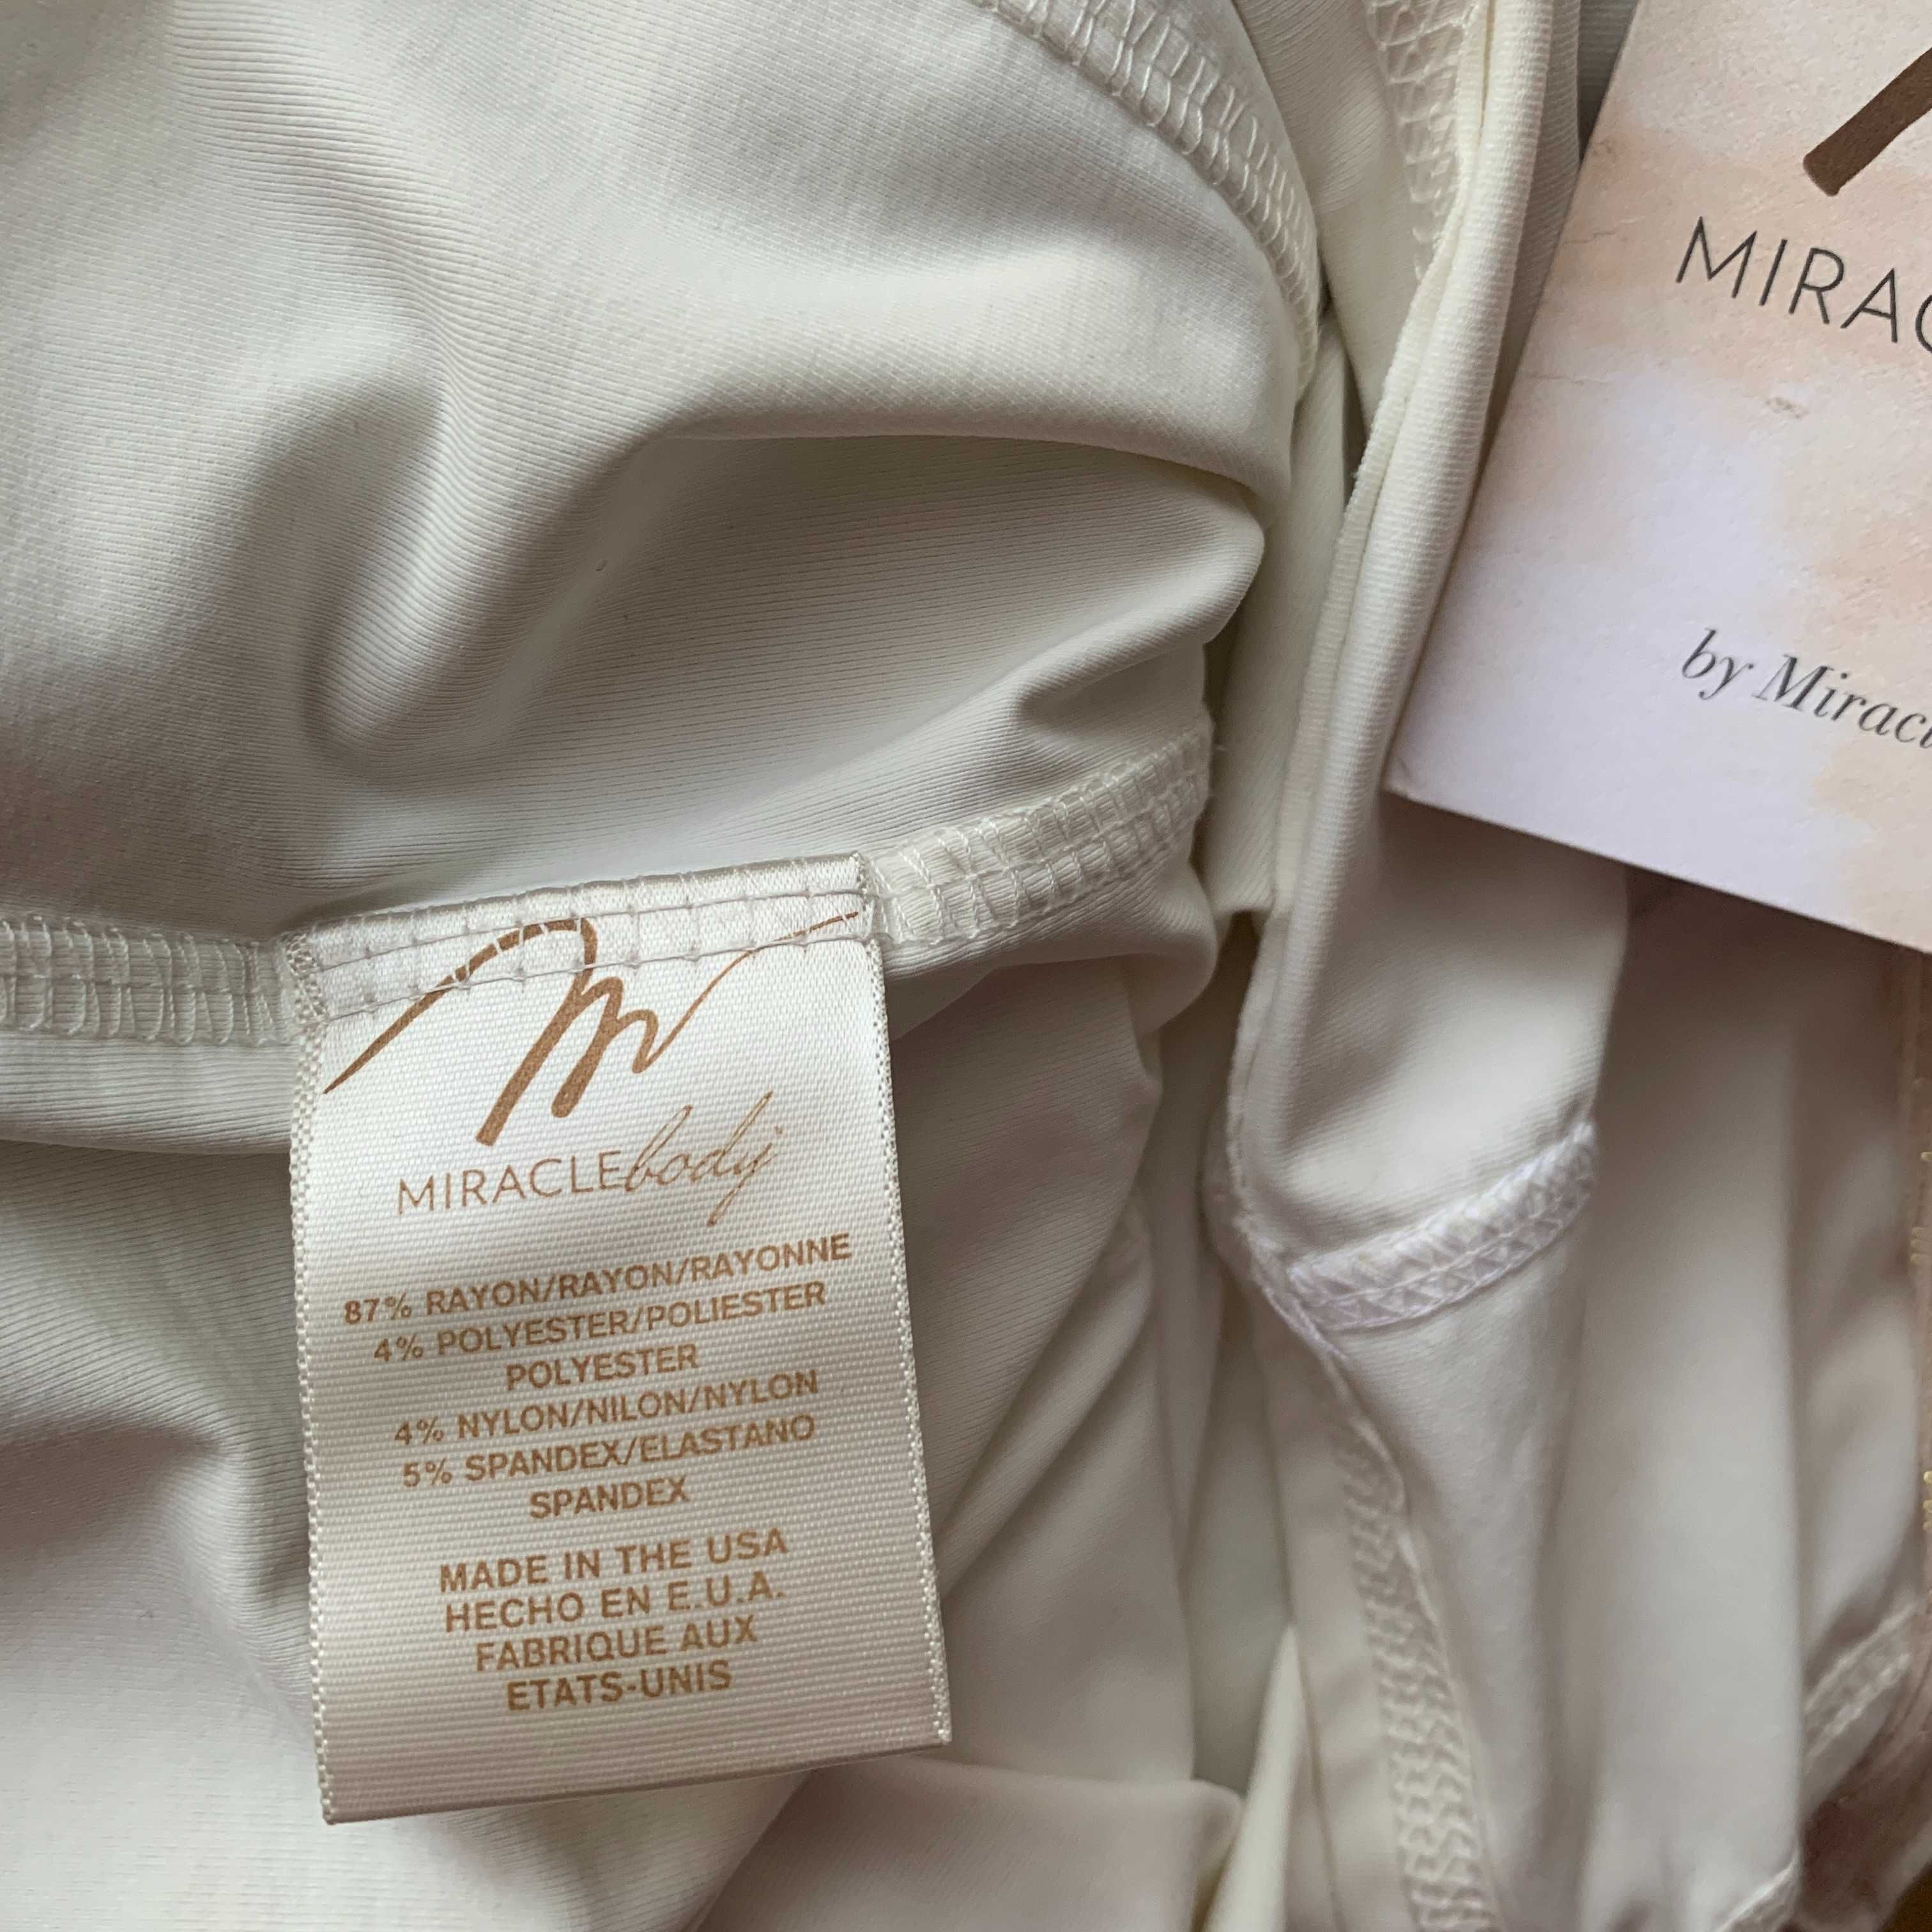 MIRACLEbody
87% RAYON/RAYON/RAYONNE
4% POLYESTER/POLIESTER
POLYESTER
4% NYLON/NILON/NYLON
5% SPANDEX/ELASTANO
SPANDEX
MADE IN THE USA
HECHO EN E.U.A.
FABRIQUE AUX
ETATS-UNIS
MIRAC
by Miracl